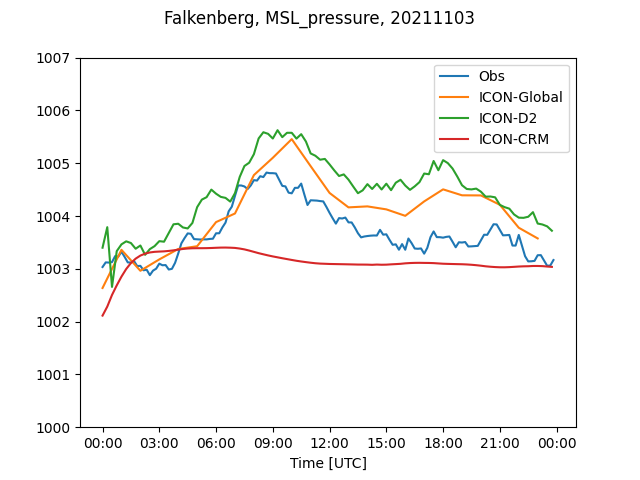 Falkenberg, MSL_pressure, 20211103
1007
1006
1005
1004
1003
1002
1001
1000
Obs
ICON-Global
ICON-D2
ICON-CRM
00:00 03:00 06:00 09:00 12:00 15:00 18:00 21:00 00:00
Time [UTC]